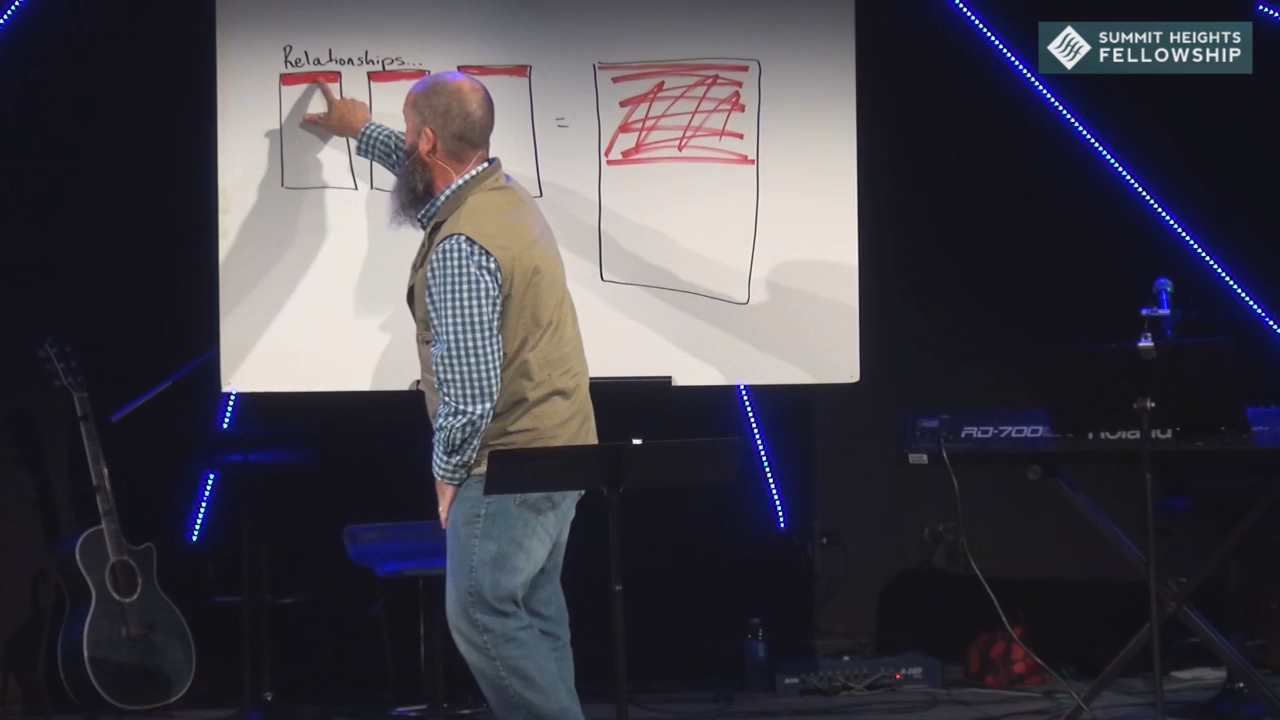 Relationships...
=
SUMMIT HEIGHTS
FELLOWSHIP
RD-700
Roland